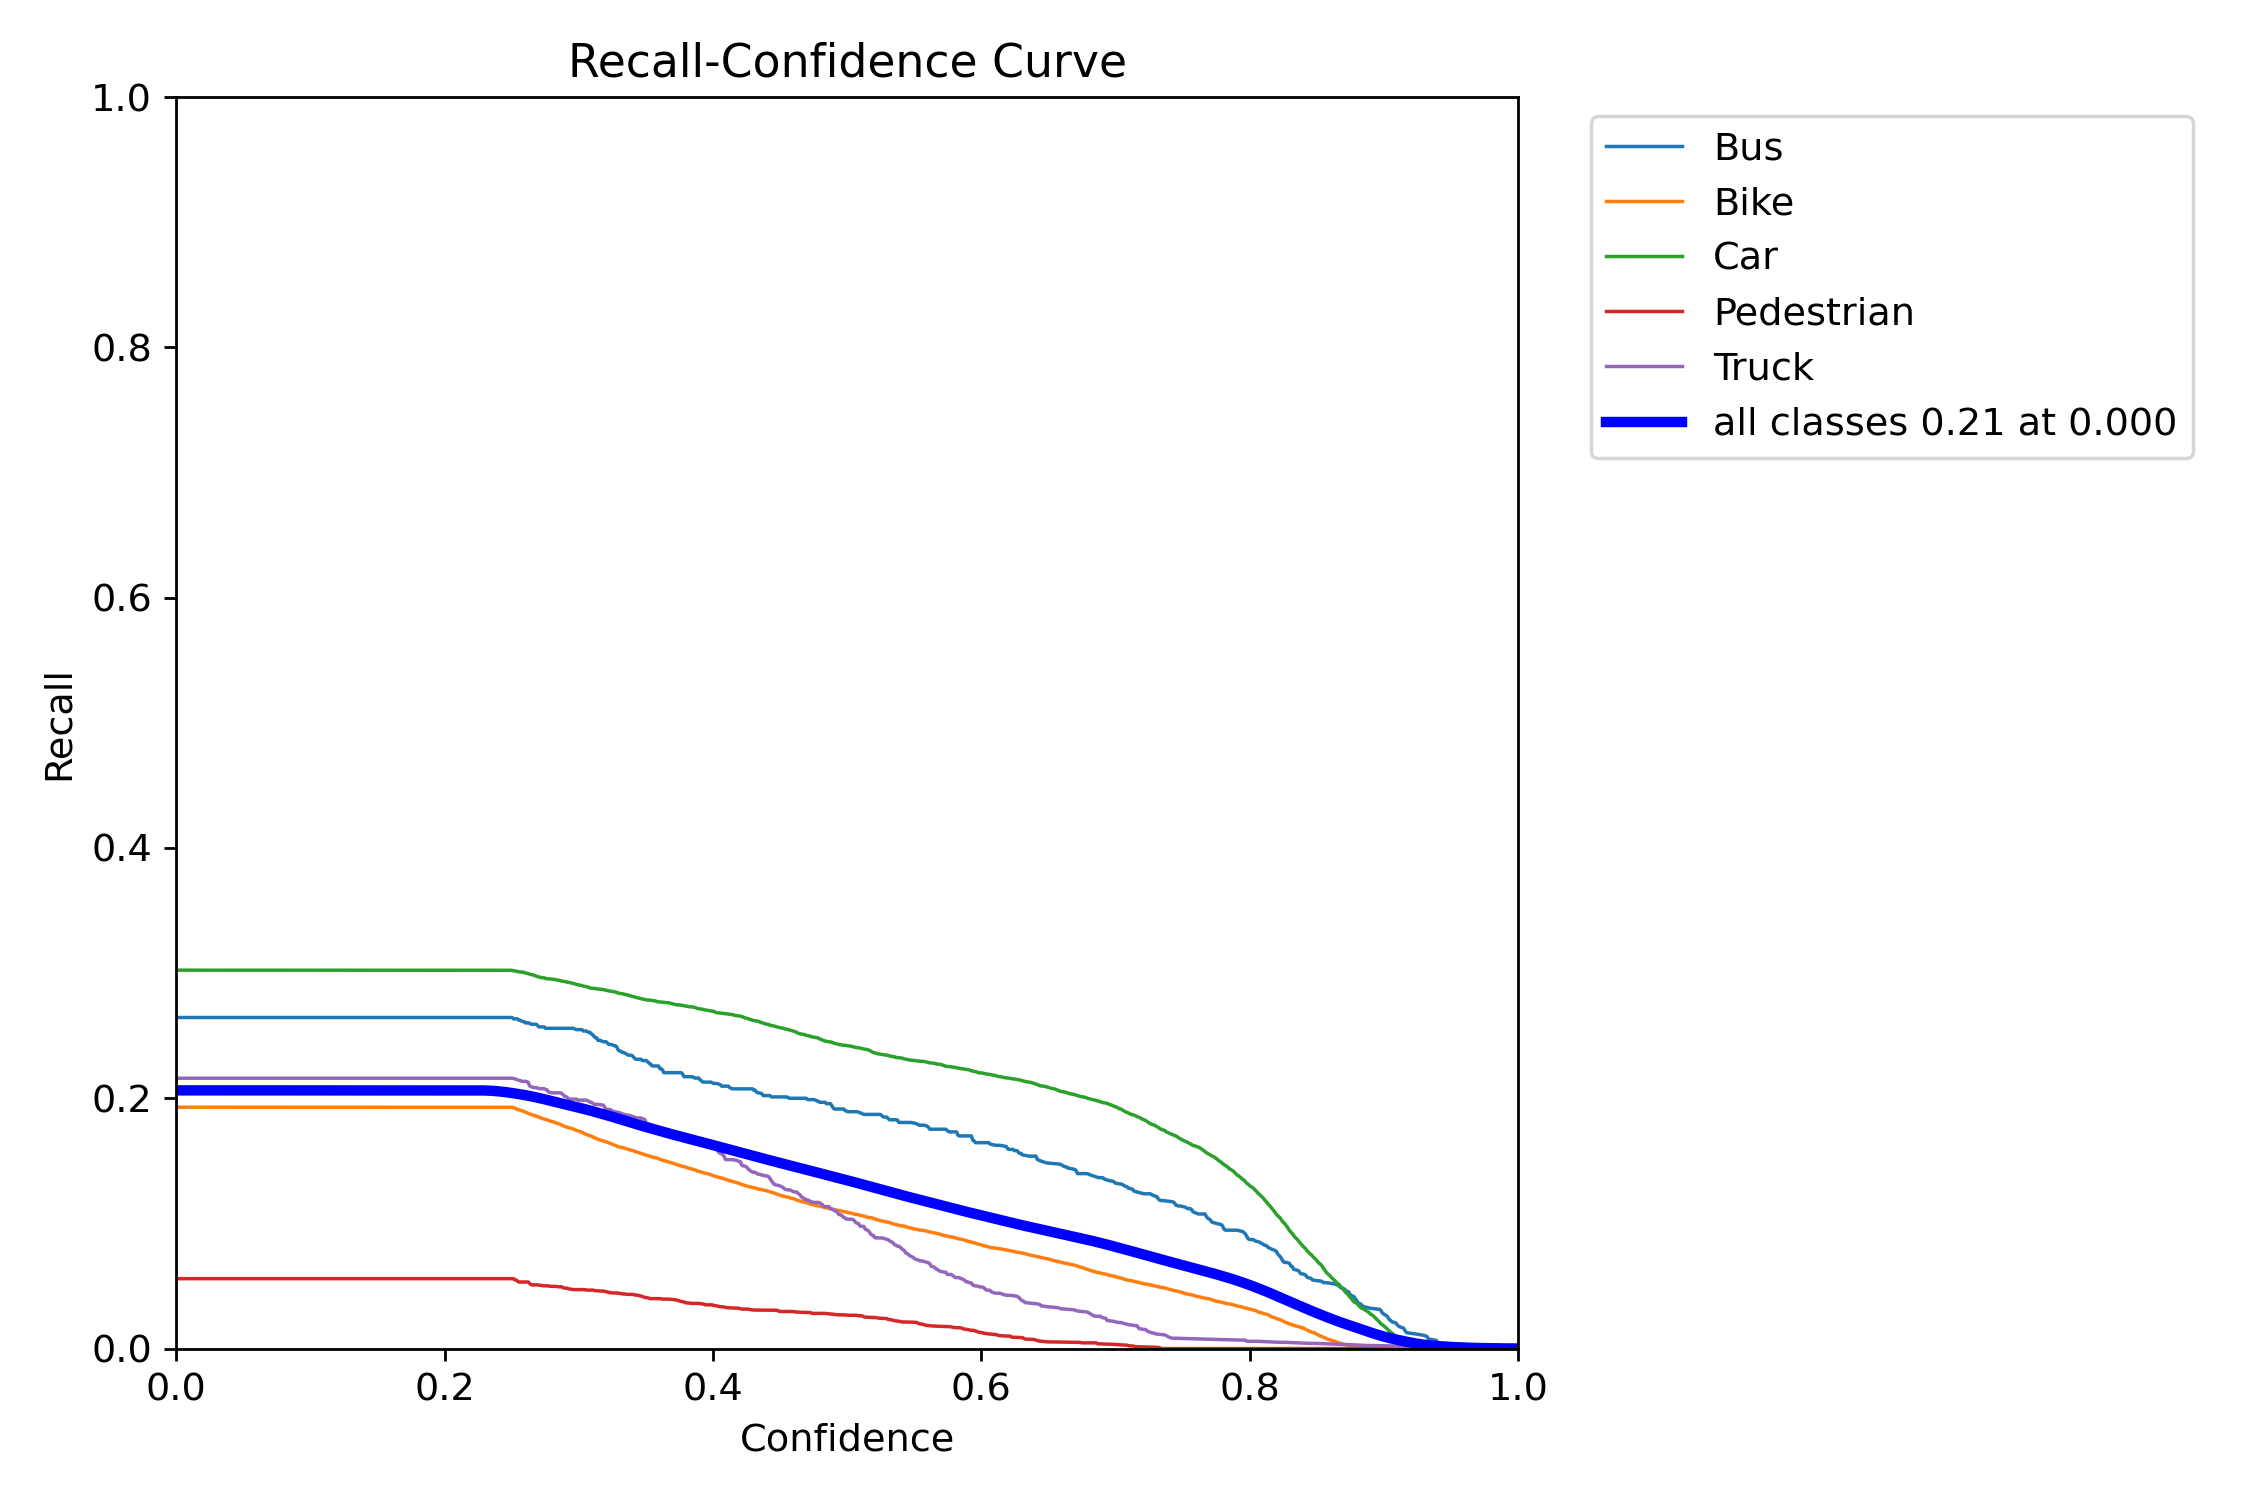 Recall-Confidence Curve
1.0
0.8
0.6
0.4
0.2
0.0
Recall
0.0 0.2 0.4 0.6 0.8 1.0
Confidence
Bus
Bike
Car
Pedestrian
Truck
all classes 0.21 at 0.000